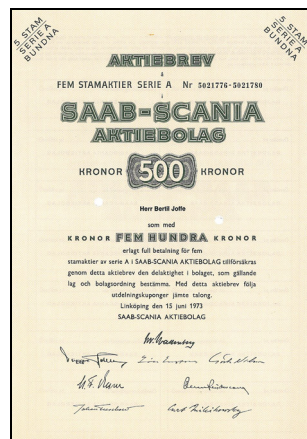 5 STAM
SERIE A
BUNDNA
5 STAM
SERIE A
BUNDNA
AKTIEBREV
å
FEM STAMAKTIER SERIE A Nr 5021776-5021780
i
SAAB-SCANIA
AKTIEBOLAG
KRONOR 500 KRONOR
Herr Bertil Joffe
som med
KRONOR FEM HUNDRA KRONOR
erlagt full betalning för fem
stamaktier av serie A i SAAB-SCANIA AKTIEBOLAG tillförsäkras
genom detta aktiebrev den delaktighet i bolaget, som gällande
lag och bolagsordning bestämma. Med detta aktiebrev följa
utdelningskuponger jämte talong.
Linköping den 15 juni 1973
SAAB-SCANIA AKTIEBOLAG